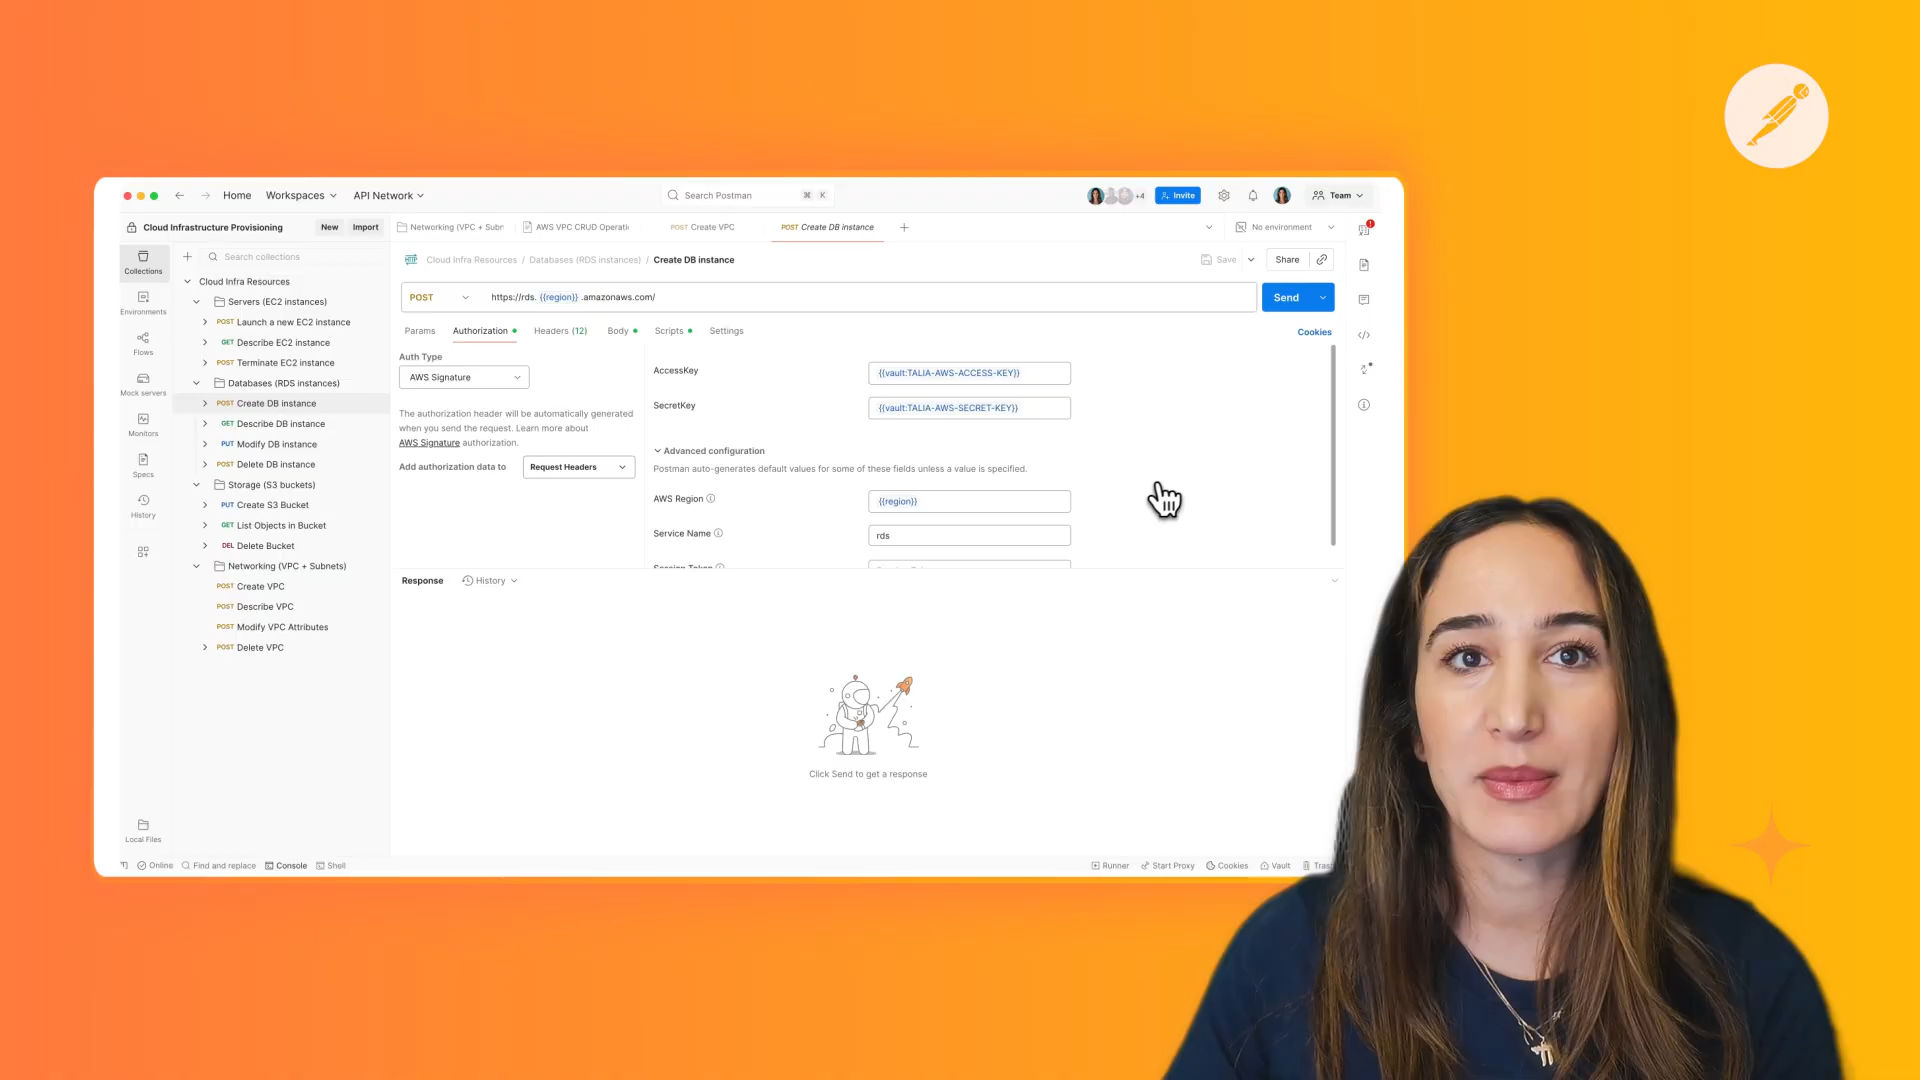 Home Workspaces API Network Search Postman ⌘ K +4 Invite Team
Cloud Infrastructure Provisioning New Import Networking (VPC + Subn AWS VPC CRUD Operati POST Create VPC POST Create DB instance No environment
Collections
Environments
Flows
Mock servers
Monitors
Specs
History
Local Files
Search collections
Cloud Infra Resources
Servers (EC2 instances)
POST Launch a new EC2 instance
GET Describe EC2 instance
POST Terminate EC2 instance
Databases (RDS instances)
POST Create DB instance
GET Describe DB instance
PUT Modify DB instance
POST Delete DB instance
Storage (S3 buckets)
PUT Create S3 Bucket
GET List Objects in Bucket
DEL Delete Bucket
Networking (VPC + Subnets)
POST Create VPC
POST Describe VPC
POST Modify VPC Attributes
POST Delete VPC
Cloud Infra Resources / Databases (RDS instances) / Create DB instance Save Share
POST https://rds. {{region}} .amazonaws.com/ Send
Params Authorization Headers (12) Body Scripts Settings Cookies
Auth Type
AWS Signature
The authorization header will be automatically generated
when you send the request. Learn more about
AWS Signature authorization.
Add authorization data to Request Headers
AccessKey {{vault:TALIA-AWS-ACCESS-KEY}}
SecretKey {{vault:TALIA-AWS-SECRET-KEY}}
Advanced configuration
Postman auto-generates default values for some of these fields unless a value is specified.
AWS Region {{region}}
Service Name rds
Response History
Click Send to get a response
Online Find and replace Console Shell Runner Start Proxy Cookies Vault Trash